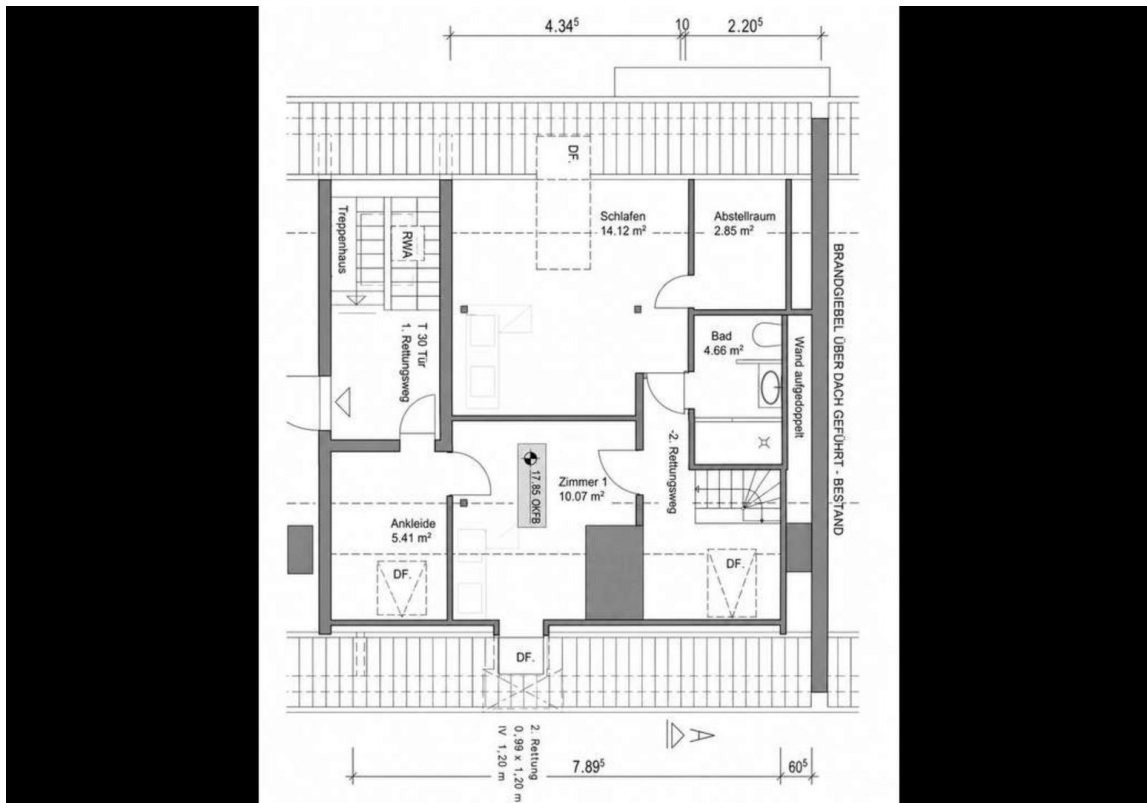 4.34⁵
10
2.20⁵
DF.
Treppenhaus
RWA
Schlafen
14.12 m²
Abstellraum
2.85 m²
T 30 Tür
1. Rettungsweg
Bad
4.66 m²
Wand aufgedoppelt
BRANDGIEBEL ÜBER DACH GEFÜHRT - BESTAND
-2. Rettungsweg
17.85 OKFB
Zimmer 1
10.07 m²
Ankleide
5.41 m²
DF.
DF.
DF.
2. Rettung
0,99 x 1,20 m
IV 1,20 m
A
7.89⁵
60⁵